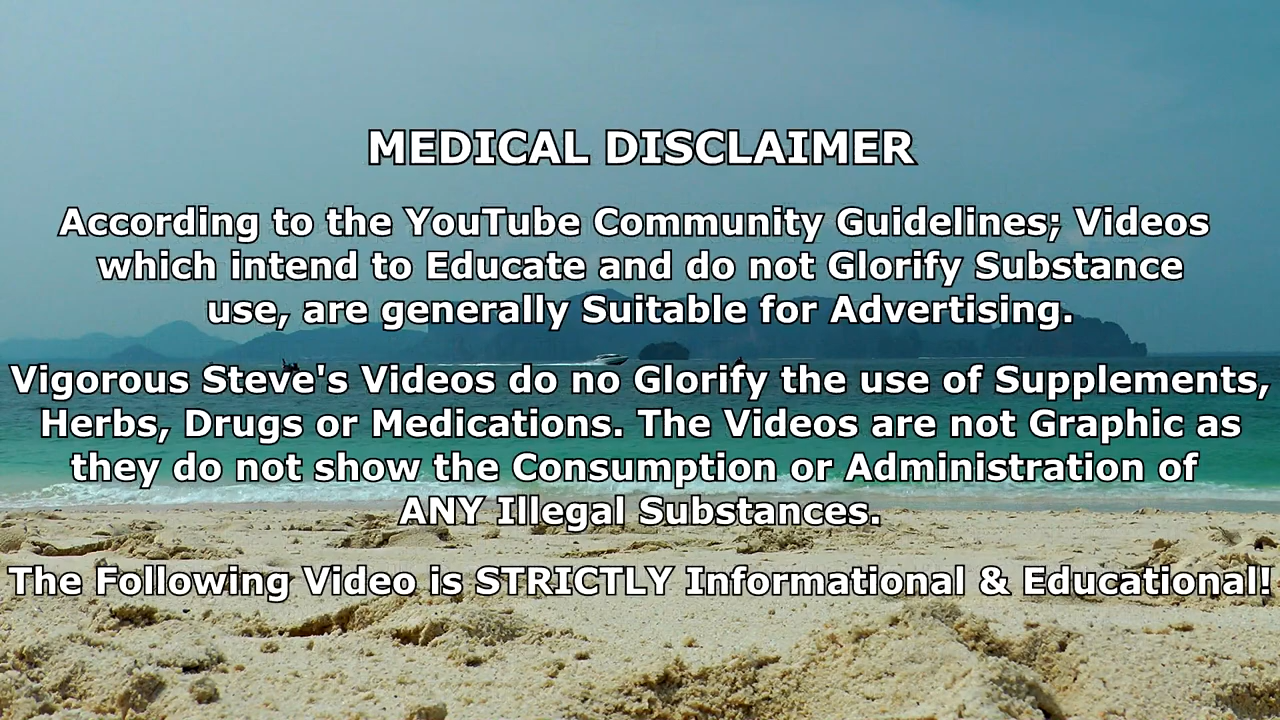 MEDICAL DISCLAIMER
According to the YouTube Community Guidelines; Videos
which intend to Educate and do not Glorify Substance
use, are generally Suitable for Advertising.
Vigorous Steve's Videos do no Glorify the use of Supplements,
Herbs, Drugs or Medications. The Videos are not Graphic as
they do not show the Consumption or Administration of
ANY Illegal Substances.
The Following Video is STRICTLY Informational & Educational!